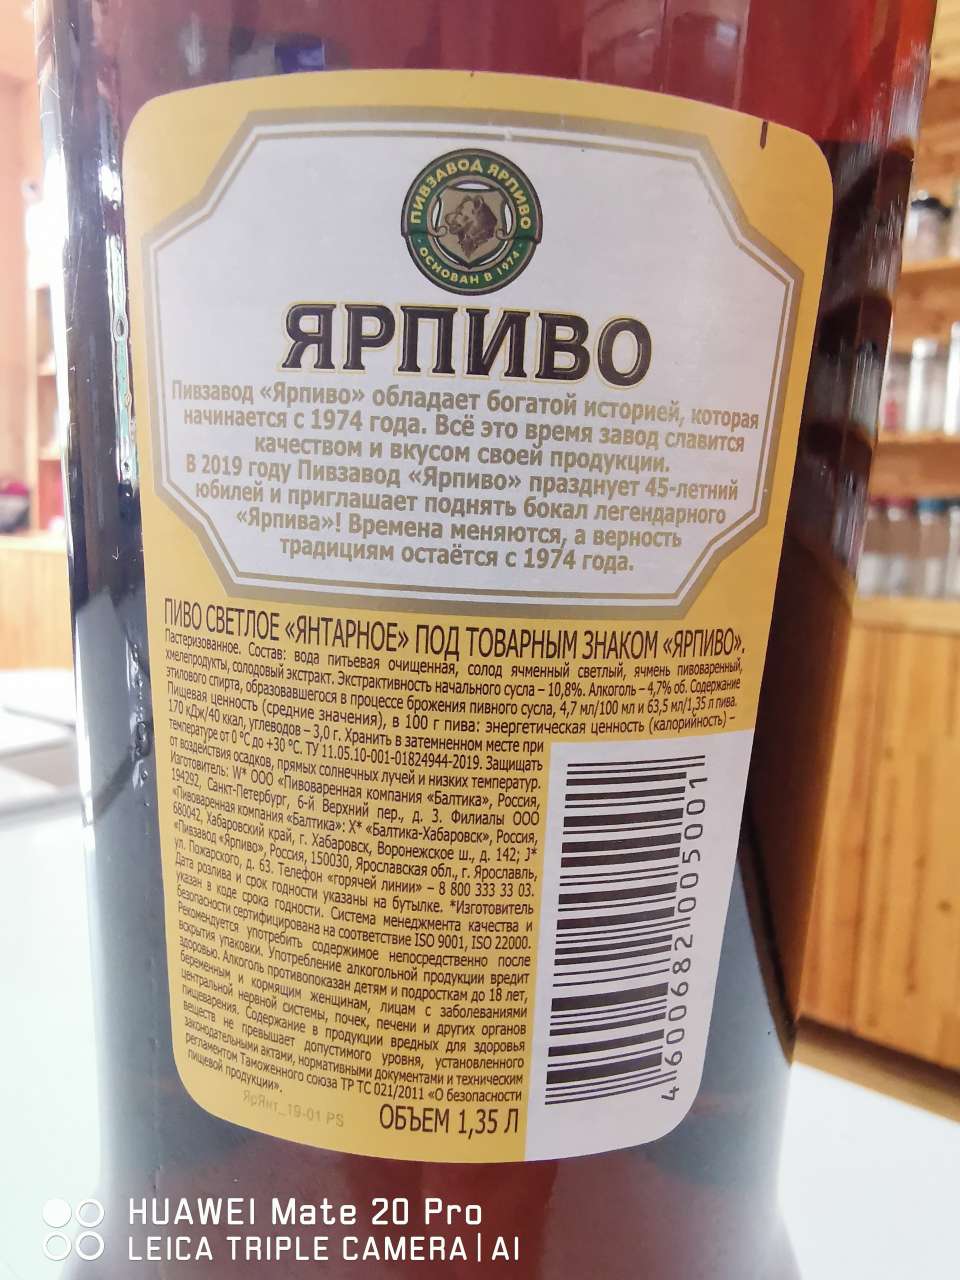 ПИВЗАВОД ЯРПИВО
ОСНОВАН В 1974
ЯРПИВО
Пивзавод «Ярпиво» обладает богатой историей, которая
начинается с 1974 года. Всё это время завод славится
качеством и вкусом своей продукции.
В 2019 году Пивзавод «Ярпиво» празднует 45-летний
юбилей и приглашает поднять бокал легендарного
«Ярпива»! Времена меняются, а верность
традициям остаётся с 1974 года.
ПИВО СВЕТЛОЕ «ЯНТАРНОЕ» ПОД ТОВАРНЫМ ЗНАКОМ «ЯРПИВО».
Пастеризованное. Состав: вода питьевая очищенная, солод ячменный светлый, ячмень пивоваренный,
хмелепродукты, солодовый экстракт. Экстрактивность начального сусла – 10,8%. Алкоголь – 4,7% об. Содержание
этилового спирта, образовавшегося в процессе брожения пивного сусла, 4,7 мл/100 мл и 63,5 мл/1,35 л пива.
Пищевая ценность (средние значения), в 100 г пива: энергетическая ценность (калорийность) –
170 кДж/40 ккал, углеводов – 3,0 г. Хранить в затемненном месте при
температуре от 0 °С до +30 °С. ТУ 11.05.10-001-01824944-2019. Защищать
от воздействия осадков, прямых солнечных лучей и низких температур.
Изготовитель: W* ООО «Пивоваренная компания «Балтика», Россия,
194292, Санкт-Петербург, 6-й Верхний пер., д. 3. Филиалы ООО
«Пивоваренная компания «Балтика»: X* «Балтика-Хабаровск», Россия,
680042, Хабаровский край, г. Хабаровск, Воронежское ш., д. 142; J*
«Пивзавод «Ярпиво», Россия, 150030, Ярославская обл., г. Ярославль,
ул. Пожарского, д. 63. Телефон «горячей линии» – 8 800 333 33 03.
Дата розлива и срок годности указаны на бутылке. *Изготовитель
указан в коде срока годности. Система менеджмента качества и
безопасности сертифицирована на соответствие ISO 9001, ISO 22000.
Рекомендуется употребить содержимое непосредственно после
вскрытия упаковки. Употребление алкогольной продукции вредит
здоровью. Алкоголь противопоказан детям и подросткам до 18 лет,
беременным и кормящим женщинам, лицам с заболеваниями
центральной нервной системы, почек, печени и других органов
пищеварения. Содержание в продукции вредных для здоровья
веществ не превышает допустимого уровня, установленного
законодательными актами, нормативными документами и техническим
регламентом Таможенного союза ТР ТС 021/2011 «О безопасности
пищевой продукции».
ЯрЯнт_19-01 PS
ОБЪЕМ 1,35 Л
4 600682 005001
HUAWEI Mate 20 Pro
LEICA TRIPLE CAMERA | AI